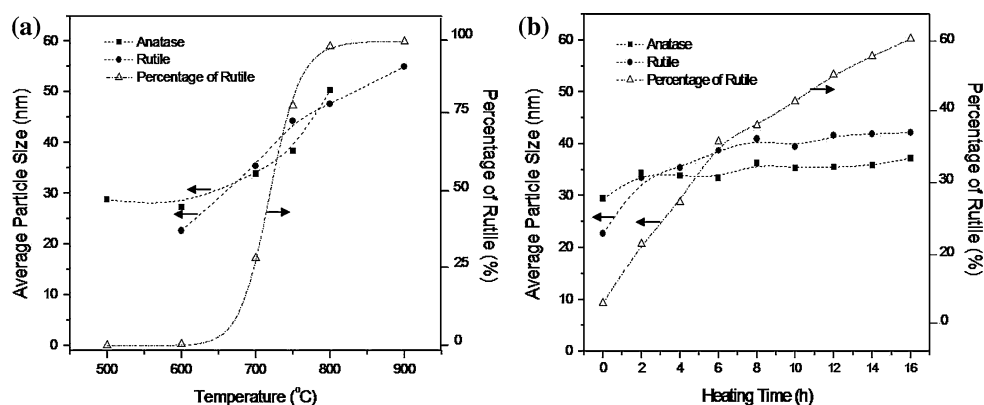 (a)
Average Particle Size (nm)
60
50
40
30
20
10
0
Anatase
Rutile
Percentage of Rutile
100
75
50
25
0
Percentage of Rutile (%)
500 600 700 800 900
Temperature (°C)
(b)
Average Particle Size (nm)
60
50
40
30
20
10
0
Anatase
Rutile
Percentage of Rutile
60
40
30
20
0
Percentage of Rutile (%)
0 2 4 6 8 10 12 14 16
Heating Time (h)